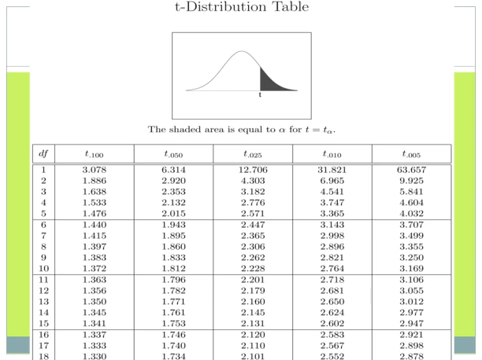 t-Distribution Table
t
The shaded area is equal to α for t = tα.
df t.100 t.050 t.025 t.010 t.005
1 3.078 6.314 12.706 31.821 63.657
2 1.886 2.920 4.303 6.965 9.925
3 1.638 2.353 3.182 4.541 5.841
4 1.533 2.132 2.776 3.747 4.604
5 1.476 2.015 2.571 3.365 4.032
6 1.440 1.943 2.447 3.143 3.707
7 1.415 1.895 2.365 2.998 3.499
8 1.397 1.860 2.306 2.896 3.355
9 1.383 1.833 2.262 2.821 3.250
10 1.372 1.812 2.228 2.764 3.169
11 1.363 1.796 2.201 2.718 3.106
12 1.356 1.782 2.179 2.681 3.055
13 1.350 1.771 2.160 2.650 3.012
14 1.345 1.761 2.145 2.624 2.977
15 1.341 1.753 2.131 2.602 2.947
16 1.337 1.746 2.120 2.583 2.921
17 1.333 1.740 2.110 2.567 2.898
18 1.330 1.734 2.101 2.552 2.878